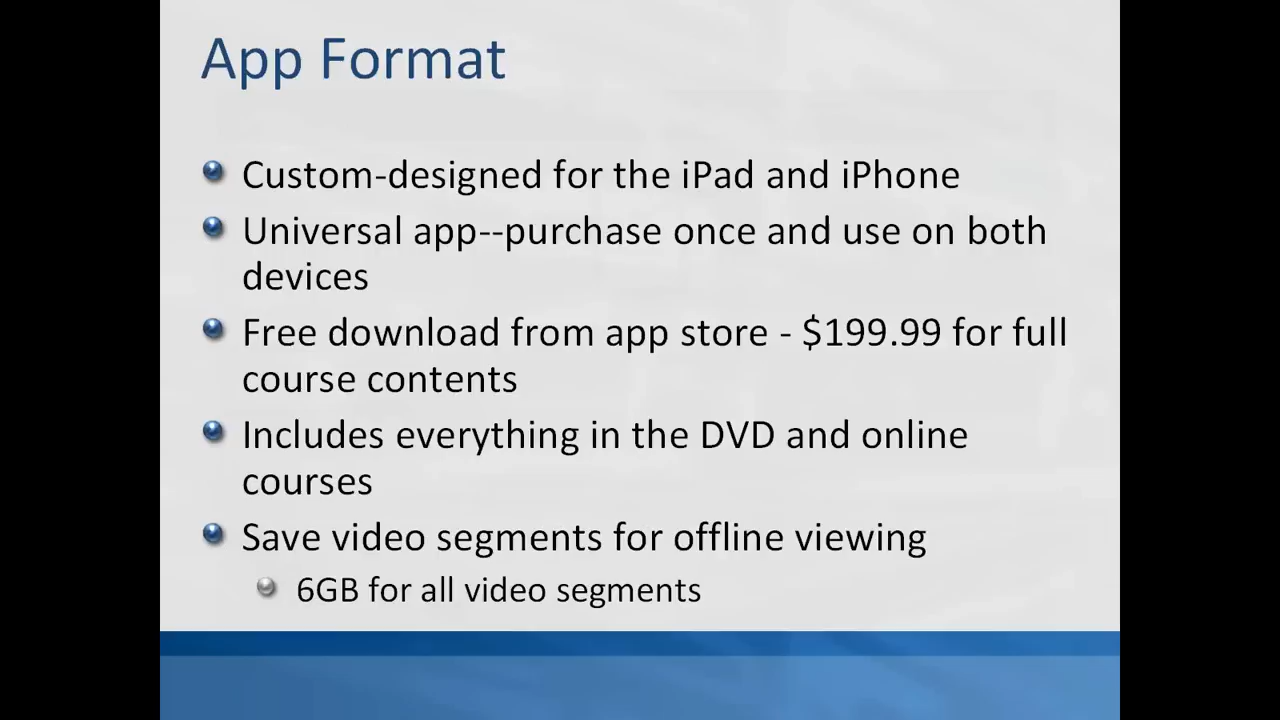 App Format
Custom-designed for the iPad and iPhone
Universal app--purchase once and use on both
devices
Free download from app store - $199.99 for full
course contents
Includes everything in the DVD and online
courses
Save video segments for offline viewing
6GB for all video segments